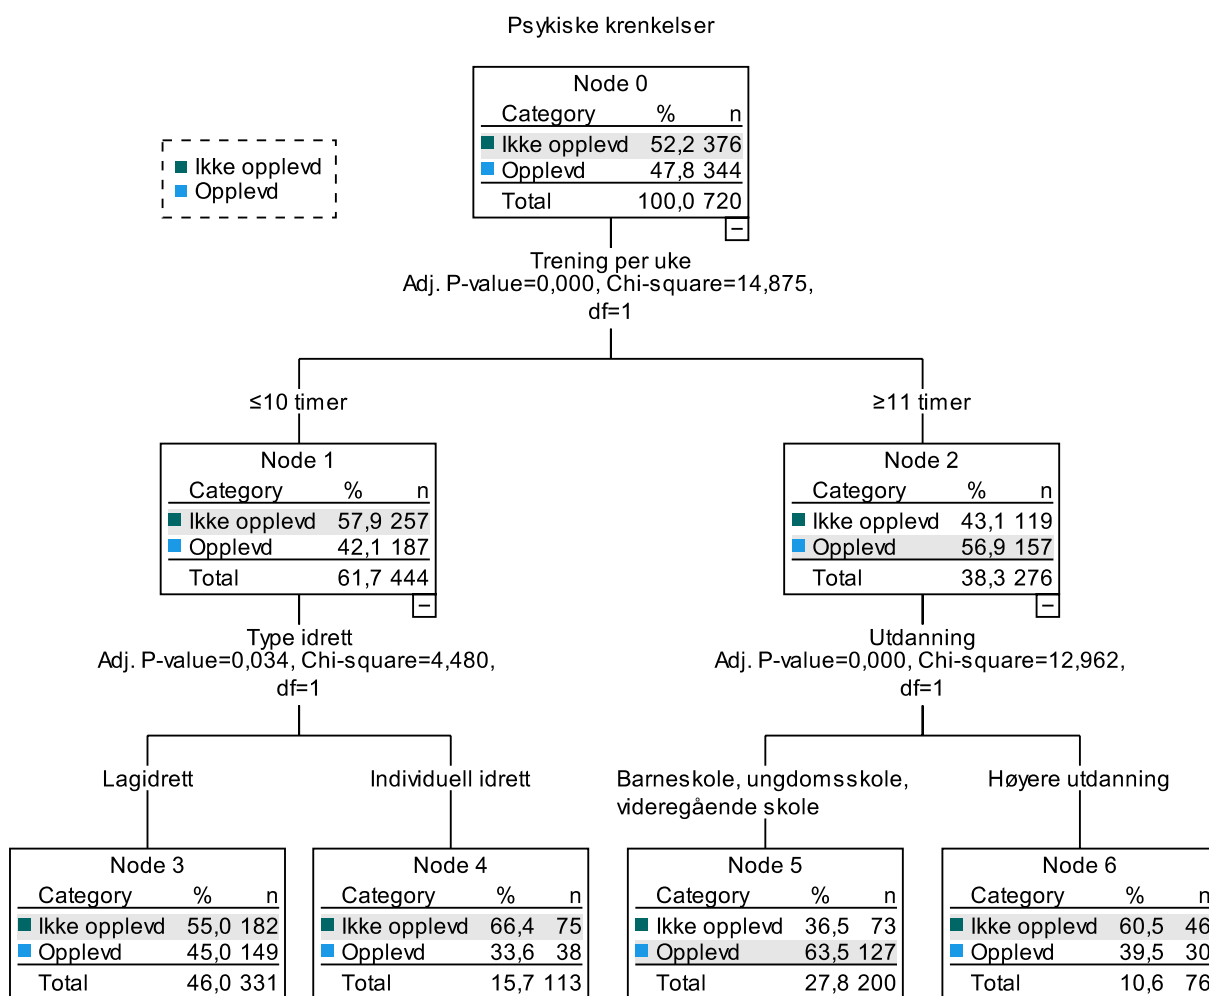 Psykiske krenkelser
Node 0
Category % n
Ikke opplevd 52,2 376
Opplevd 47,8 344
Total 100,0 720
Ikke opplevd
Opplevd
Trening per uke
Adj. P-value=0,000, Chi-square=14,875,
df=1
≤10 timer
≥11 timer
Node 1
Category % n
Ikke opplevd 57,9 257
Opplevd 42,1 187
Total 61,7 444
Node 2
Category % n
Ikke opplevd 43,1 119
Opplevd 56,9 157
Total 38,3 276
Type idrett
Adj. P-value=0,034, Chi-square=4,480,
df=1
Utdanning
Adj. P-value=0,000, Chi-square=12,962,
df=1
Lagidrett
Individuell idrett
Barneskole, ungdomsskole,
videregående skole
Høyere utdanning
Node 3
Category % n
Ikke opplevd 55,0 182
Opplevd 45,0 149
Total 46,0 331
Node 4
Category % n
Ikke opplevd 66,4 75
Opplevd 33,6 38
Total 15,7 113
Node 5
Category % n
Ikke opplevd 36,5 73
Opplevd 63,5 127
Total 27,8 200
Node 6
Category % n
Ikke opplevd 60,5 46
Opplevd 39,5 30
Total 10,6 76